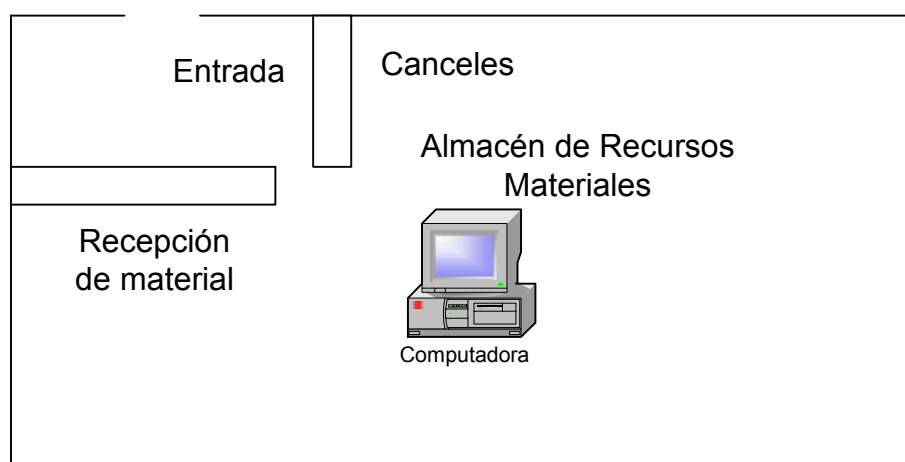 Entrada
Canceles
Almacén de Recursos
Materiales
Recepción
de material
Computadora